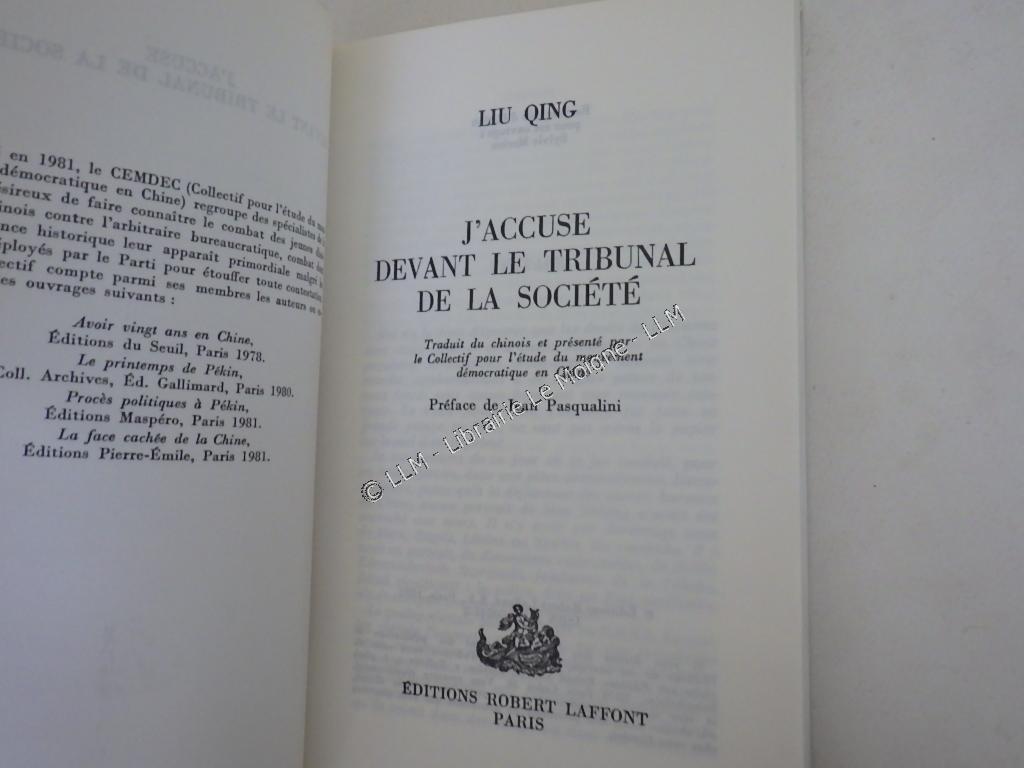 en 1981, le CEMDEC (Collectif pour l'étude du
démocratique en Chine) regroupe des spécialistes
de faire connaître le combat des jeunes
contre l'arbitraire bureaucratique, combat
historique leur apparaît primordiale malgré
par le Parti pour étouffer toute contestation.
compte parmi ses membres les auteurs
ouvrages suivants :
Avoir vingt ans en Chine,
Éditions du Seuil, Paris 1978.
Le printemps de Pékin,
Coll. Archives, Éd. Gallimard, Paris 1980.
Procès politiques à Pékin,
Éditions Maspéro, Paris 1981.
La face cachée de la Chine,
Éditions Pierre-Émile, Paris 1981.
LIU QING
J'ACCUSE
DEVANT LE TRIBUNAL
DE LA SOCIÉTÉ
Traduit du chinois et présenté par
le Collectif pour l'étude du mouvement
démocratique en Chine
Préface de Jean Pasqualini
ÉDITIONS ROBERT LAFFONT
PARIS
© LLM - Librairie Le Moigne - LLM